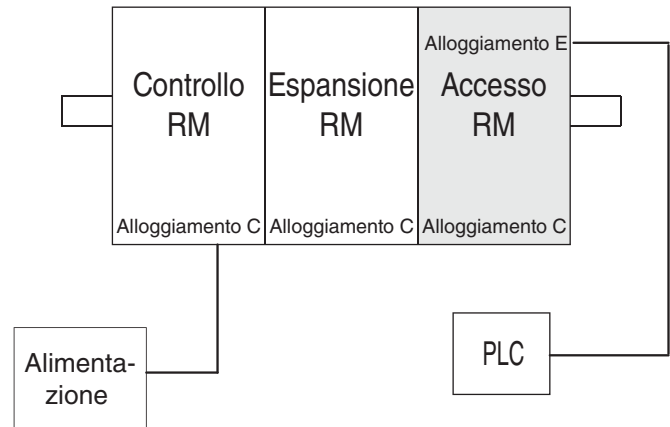 Alloggiamento E
Controllo
RM
Espansione
RM
Accesso
RM
Alloggiamento C
Alloggiamento C
Alloggiamento C
Alimenta-
zione
PLC